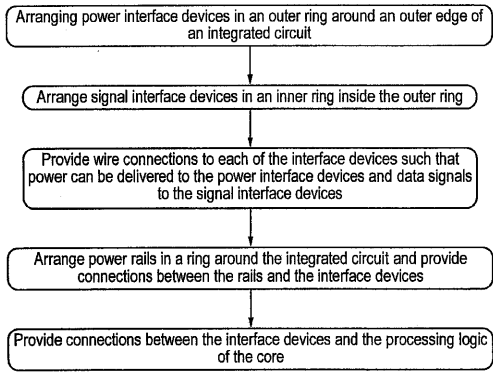 Arranging power interface devices in an outer ring around an outer edge of
an integrated circuit
Arrange signal interface devices in an inner ring inside the outer ring
Provide wire connections to each of the interface devices such that
power can be delivered to the power interface devices and data signals
to the signal interface devices
Arrange power rails in a ring around the integrated circuit and provide
connections between the rails and the interface devices
Provide connections between the interface devices and the processing logic
of the core